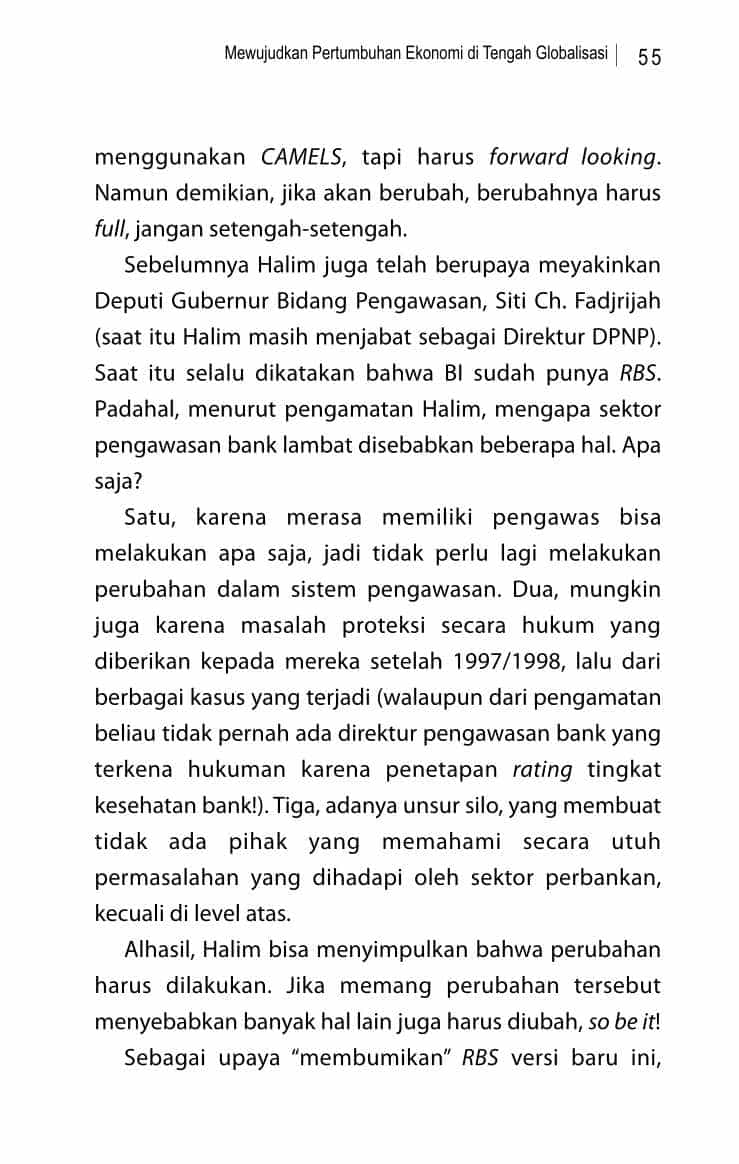 Mewujudkan Pertumbuhan Ekonomi di Tengah Globalisasi | 55
menggunakan CAMELS, tapi harus forward looking.
Namun demikian, jika akan berubah, berubahnya harus
full, jangan setengah-setengah.
Sebelumnya Halim juga telah berupaya meyakinkan
Deputi Gubernur Bidang Pengawasan, Siti Ch. Fadjrijah
(saat itu Halim masih menjabat sebagai Direktur DPNP).
Saat itu selalu dikatakan bahwa BI sudah punya RBS.
Padahal, menurut pengamatan Halim, mengapa sektor
pengawasan bank lambat disebabkan beberapa hal. Apa
saja?
Satu, karena merasa memiliki pengawas bisa
melakukan apa saja, jadi tidak perlu lagi melakukan
perubahan dalam sistem pengawasan. Dua, mungkin
juga karena masalah proteksi secara hukum yang
diberikan kepada mereka setelah 1997/1998, lalu dari
berbagai kasus yang terjadi (walaupun dari pengamatan
beliau tidak pernah ada direktur pengawasan bank yang
terkena hukuman karena penetapan rating tingkat
kesehatan bank!). Tiga, adanya unsur silo, yang membuat
tidak ada pihak yang memahami secara utuh
permasalahan yang dihadapi oleh sektor perbankan,
kecuali di level atas.
Alhasil, Halim bisa menyimpulkan bahwa perubahan
harus dilakukan. Jika memang perubahan tersebut
menyebabkan banyak hal lain juga harus diubah, so be it!
Sebagai upaya “membumikan” RBS versi baru ini,